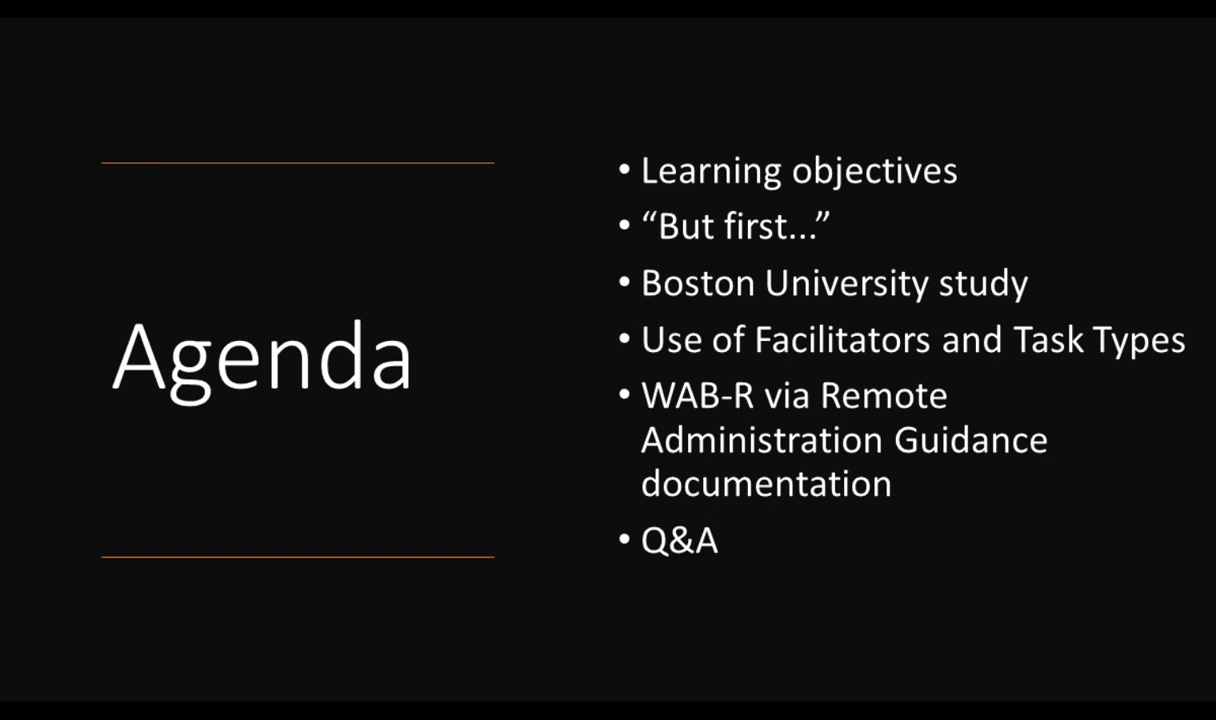 Agenda
• Learning objectives
• “But first...”
• Boston University study
• Use of Facilitators and Task Types
• WAB-R via Remote
Administration Guidance
documentation
• Q&A